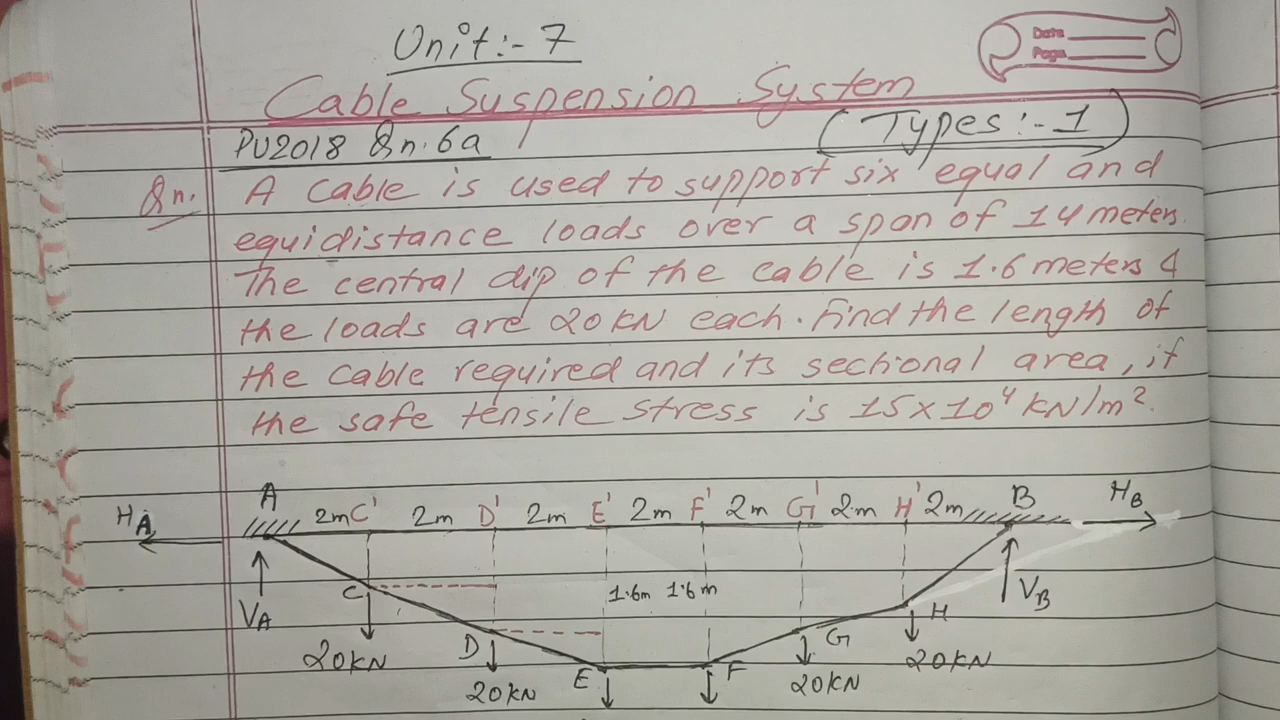 Unit:- 7
Date
Page
Cable Suspension System
PU2018 Qn.6a
(Types:-1)
Qn. A cable is used to support six equal and
equidistance loads over a span of 14 meters.
The central dip of the cable is 1.6 meters &
the loads are 20 KN each. Find the length of
the cable required and its sectional area, if
the safe tensile stress is 15x10⁴ KN/m².
HA A 2m C' 2m D' 2m E' 2m F' 2m G' 2m H' 2m B HB
VA C 1.6m 1.6m H VB
20KN D G 20KN
20KN E F 20KN